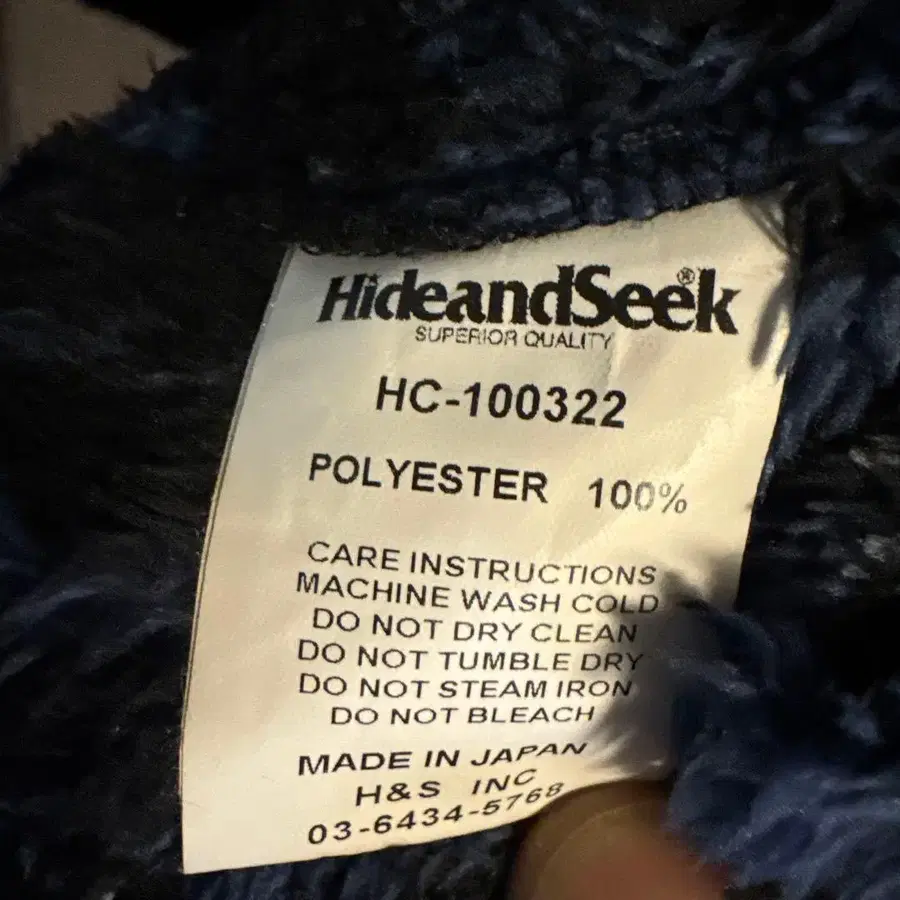 HideandSeek®
SUPERIOR QUALITY
HC-100322
POLYESTER 100%
CARE INSTRUCTIONS
MACHINE WASH COLD
DO NOT DRY CLEAN
DO NOT TUMBLE DRY
DO NOT STEAM IRON
DO NOT BLEACH
MADE IN JAPAN
H&S INC
03-6434-5768